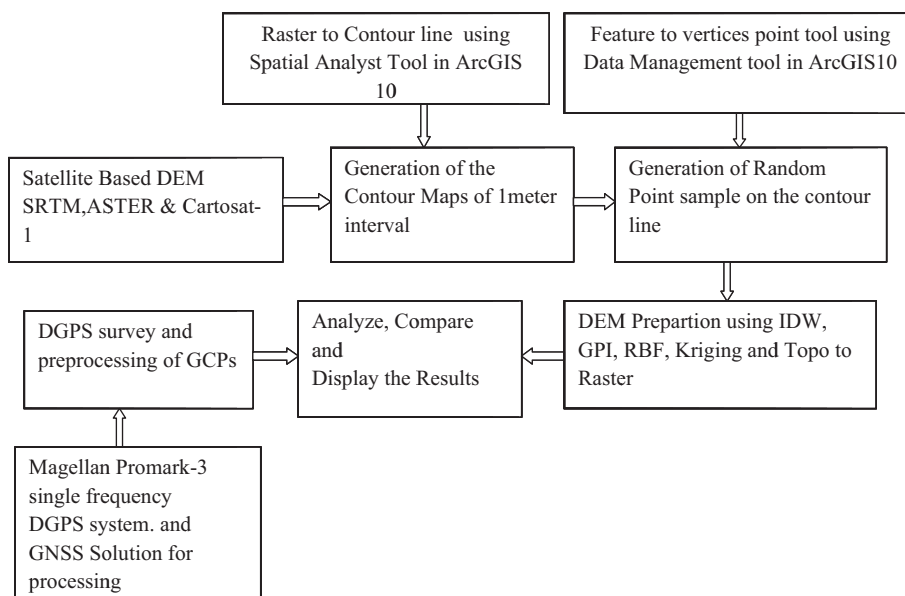 Raster to Contour line using
Spatial Analyst Tool in ArcGIS
10
Feature to vertices point tool using
Data Management tool in ArcGIS10
Satellite Based DEM
SRTM,ASTER & Cartosat-
1
Generation of the
Contour Maps of 1meter
interval
Generation of Random
Point sample on the contour
line
DGPS survey and
preprocessing of GCPs
Analyze, Compare
and
Display the Results
DEM Prepartion using IDW,
GPI, RBF, Kriging and Topo to
Raster
Magellan Promark-3
single frequency
DGPS system. and
GNSS Solution for
processing